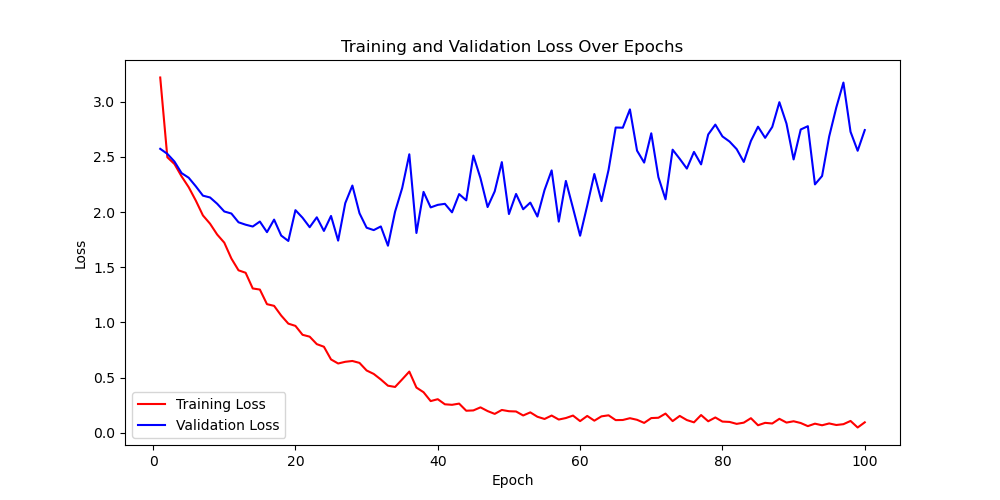 Training and Validation Loss Over Epochs
3.0
2.5
2.0
1.5
1.0
0.5
0.0
Loss
Training Loss
Validation Loss
0 20 40 60 80 100
Epoch